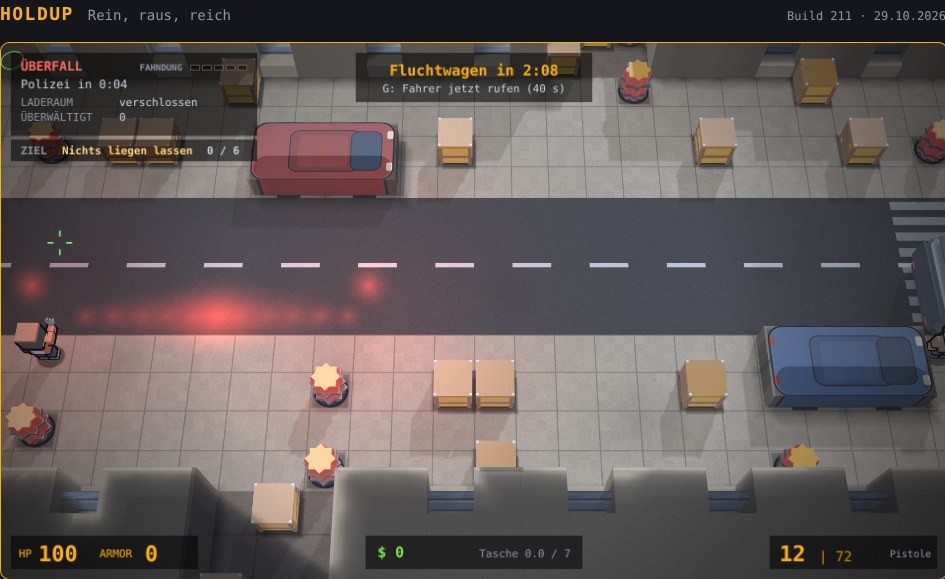 HOLDUP Rein, raus, reich
Build 211 · 29.10.2026
ÜBERFALL FAHNDUNG
Polizei in 0:04
LADERAUM verschlossen
ÜBERWÄLTIGT 0
ZIEL Nichts liegen lassen 0 / 6
Fluchtwagen in 2:08
G: Fahrer jetzt rufen (40 s)
HP 100 ARMOR 0
$ 0 Tasche 0.0 / 7
12 | 72 Pistole